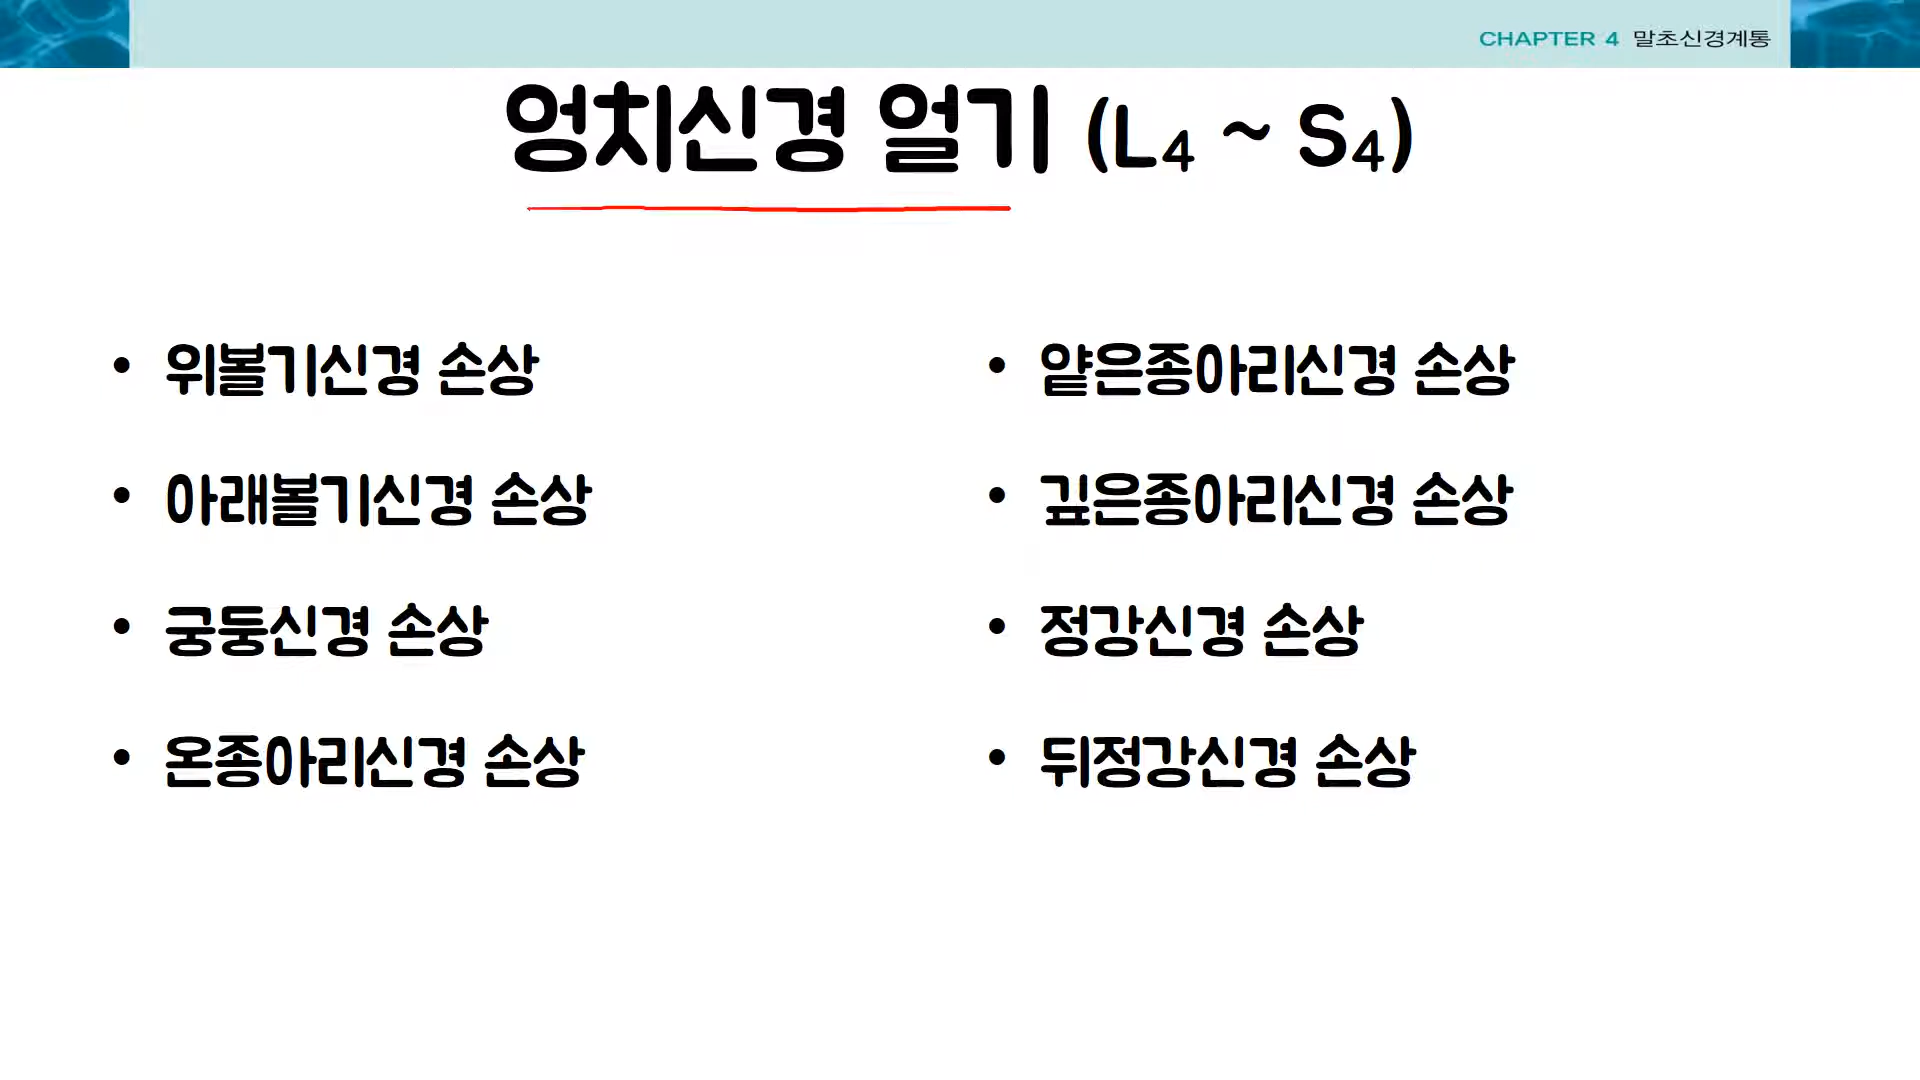 CHAPTER 4 말초신경계통
엉치신경 얼기 (L₄ ~ S₄)
• 위볼기신경 손상
• 아래볼기신경 손상
• 궁둥신경 손상
• 온종아리신경 손상
• 얕은종아리신경 손상
• 깊은종아리신경 손상
• 정강신경 손상
• 뒤정강신경 손상